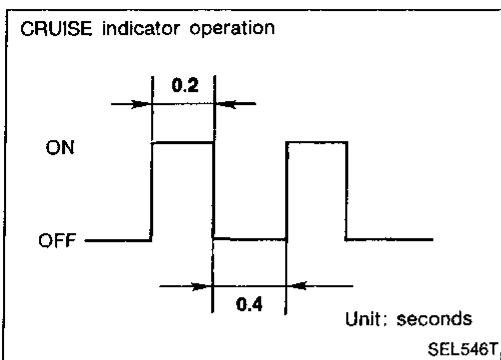 CRUISE indicator operation
0.2
ON
OFF
0.4
Unit: seconds
SEL546T